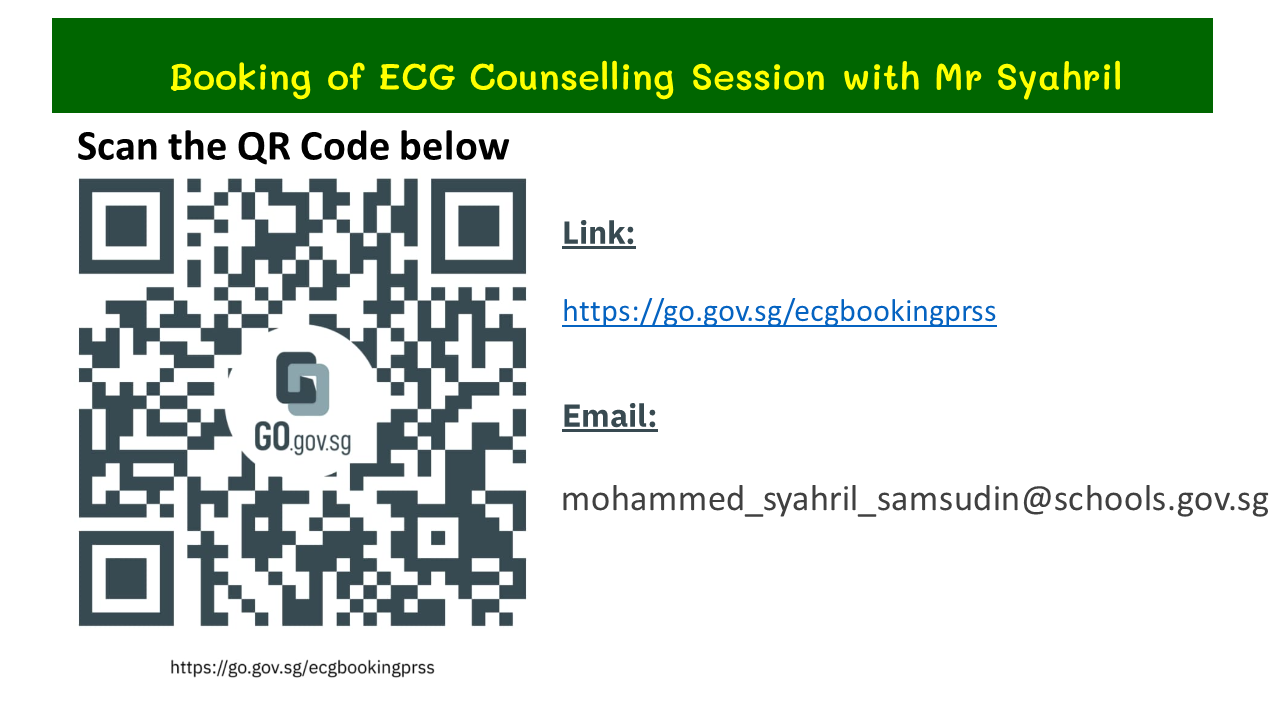 Booking of ECG Counselling Session with Mr Syahril
Scan the QR Code below
Link:
https://go.gov.sg/ecgbookingprss
Email:
mohammed_syahril_samsudin@schools.gov.sg
GO.gov.sg
https://go.gov.sg/ecgbookingprss